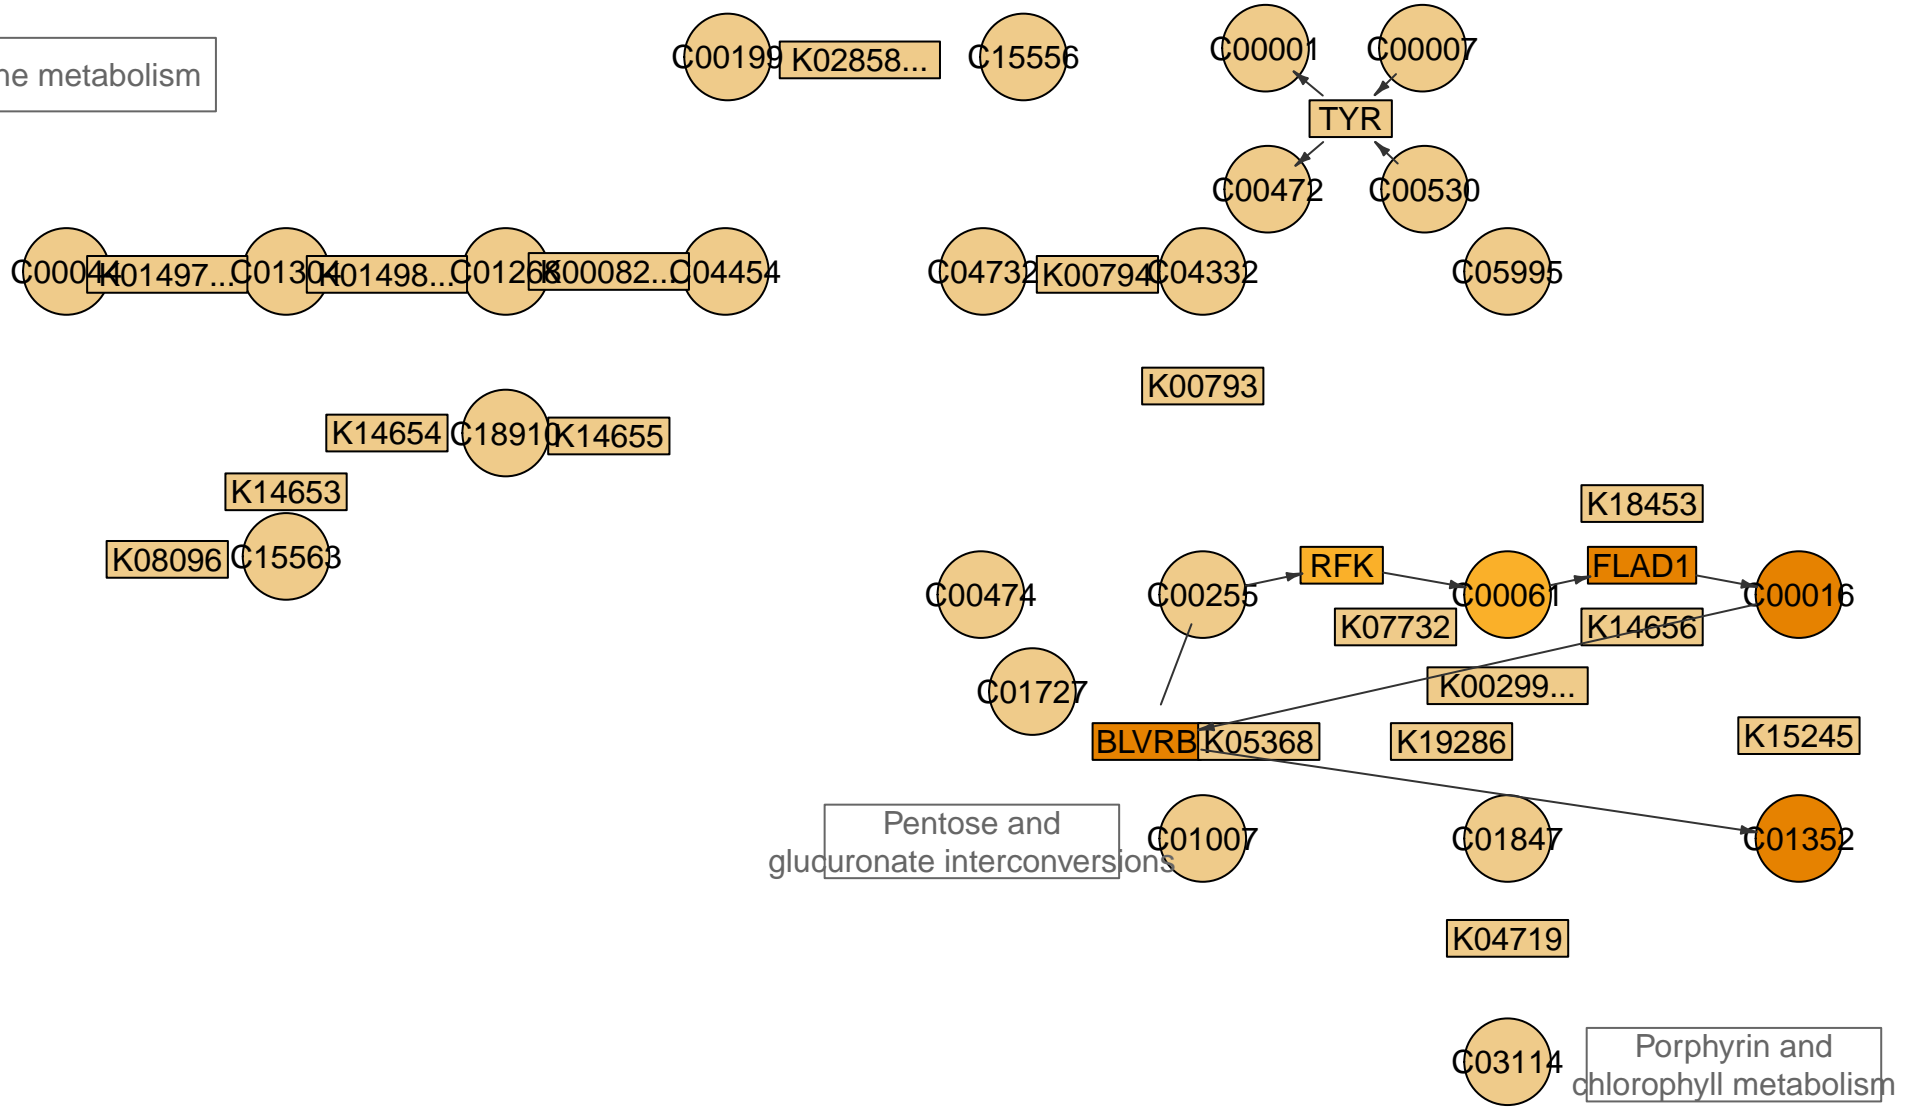 ne metabolism
C00199
K02858...
C15556
C00001
C00007
TYR
C00472
C00530
C00044
K01497...
C01304
K01498...
C01268
K00082...
C04454
C04732
K00794
C04332
C05995
K00793
K14654
C18910
K14655
K14653
K08096
C15563
K18453
C00474
C00255
RFK
C00061
FLAD1
C00016
K07732
K14656
C01727
K00299...
BLVRB
K05368
K19286
K15245
Pentose and
glucuronate interconversions
C01007
C01847
C01352
K04719
C03114
Porphyrin and
chlorophyll metabolism